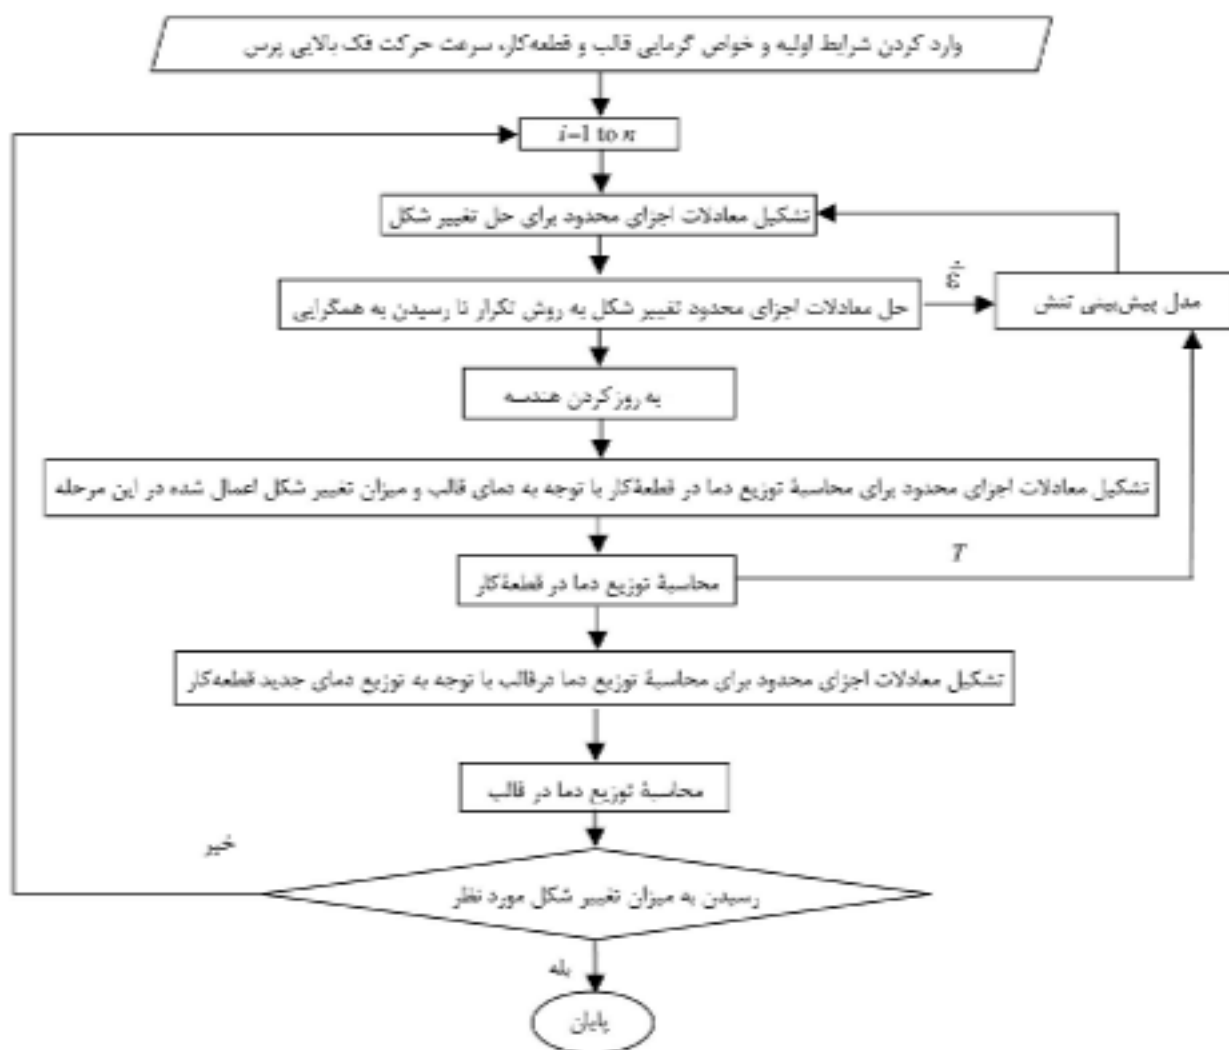 وارد کردن شرایط اولیه و خواص گرمایی قالب و قطعه‌کار، سرعت حرکت فک بالایی پرس
i=1 to n
تشکیل معادلات اجزای محدود برای حل تغییر شکل
حل معادلات اجزای محدود تغییر شکل به روش تکرار تا رسیدن به همگرایی
ε̇̄
مدل پیش‌بینی تنش
به روز کردن هندسه
تشکیل معادلات اجزای محدود برای محاسبهٔ توزیع دما در قطعه‌کار با توجه به دمای قالب و میزان تغییر شکل اعمال شده در این مرحله
T
محاسبهٔ توزیع دما در قطعه‌کار
تشکیل معادلات اجزای محدود برای محاسبهٔ توزیع دما درقالب با توجه به توزیع دمای جدید قطعه‌کار
محاسبهٔ توزیع دما در قالب
خیر
رسیدن به میزان تغییر شکل مورد نظر
بله
پایان